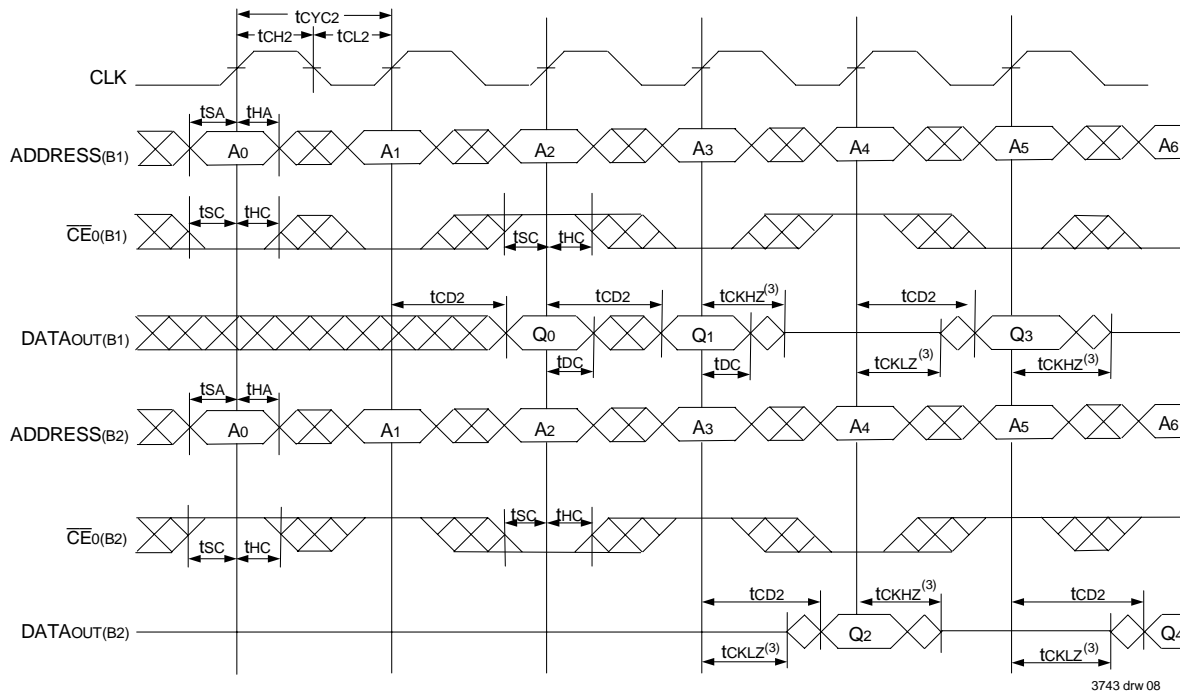 tCYC2
tCH2 tCL2
CLK
tSA tHA
ADDRESS(B1) A0 A1 A2 A3 A4 A5 A6
tSC tHC
CE0(B1)
tSC tHC
tCD2 tCD2 tCKHZ(3) tCD2
DATAOUT(B1) Q0 Q1 Q3
tDC tDC tCKLZ(3) tCKHZ(3)
tSA tHA
ADDRESS(B2) A0 A1 A2 A3 A4 A5 A6
tSC tHC
CE0(B2)
tSC tHC
tCD2 tCKHZ(3) tCD2
DATAOUT(B2) Q2 Q4
tCKLZ(3) tCKLZ(3)
3743 drw 08